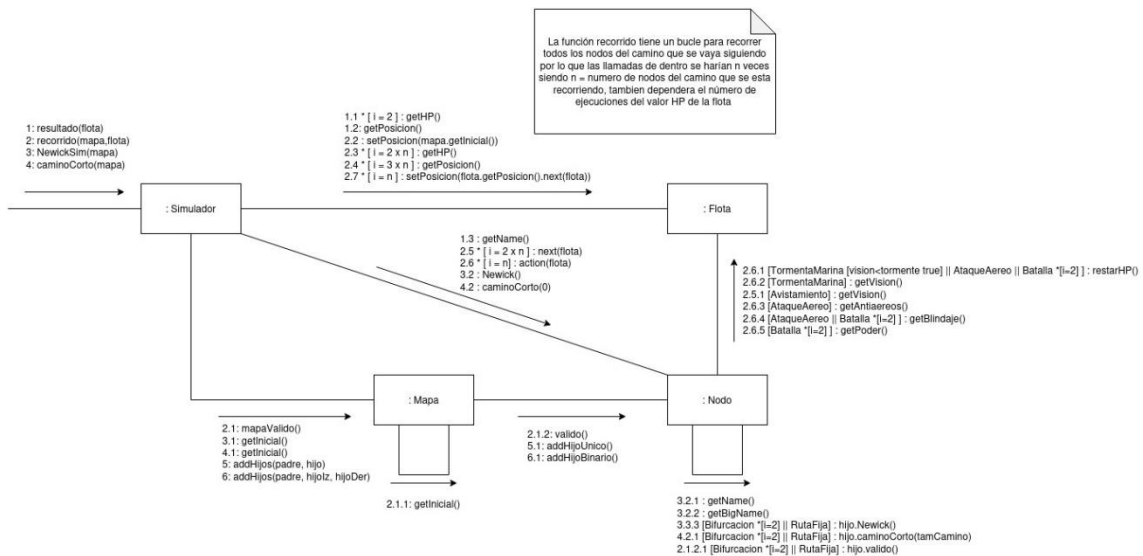 La función recorrido tiene un bucle para recorrer
todos los nodos del camino que se vaya siguiendo
por lo que las llamadas de dentro se harían n veces
siendo n = numero de nodos del camino que se esta
recorriendo, tambien dependera el número de
ejecuciones del valor HP de la flota
1: resultado(flota)
2: recorrido(mapa,flota)
3: NewickSim(mapa)
4: caminoCorto(mapa)
1.1 * [ i = 2 ] : getHP()
1.2: getPosicion()
2.2 : setPosicion(mapa.getInicial())
2.3 * [ i = 2 x n ] : getHP()
2.4 * [ i = 3 x n ] : getPosicion()
2.7 * [ i = n ] : setPosicion(flota.getPosicion().next(flota))
: Simulador
: Flota
1.3 : getName()
2.5 * [ i = 2 x n ] : next(flota)
2.6 * [ i = n] : action(flota)
3.2 : Newick()
4.2 : caminoCorto(0)
2.6.1 [TormentaMarina [vision<tormente true] || AtaqueAereo || Batalla *[i=2] ] : restarHP()
2.6.2 [TormentaMarina] : getVision()
2.5.1 [Avistamiento] : getVision()
2.6.3 [AtaqueAereo] : getAntiaereos()
2.6.4 [AtaqueAereo || Batalla *[i=2] ] : getBlindaje()
2.6.5 [Batalla *[i=2] ] : getPoder()
: Mapa
: Nodo
2.1: mapaValido()
3.1 : getInicial()
4.1 : getInicial()
5: addHijos(padre, hijo)
6: addHijos(padre, hijoIz, hijoDer)
2.1.2: valido()
5.1: addHijoUnico()
6.1: addHijoBinario()
2.1.1: getInicial()
3.2.1 : getName()
3.2.2 : getBigName()
3.3.3 [Bifurcacion *[i=2] || RutaFija] : hijo.Newick()
4.2.1 [Bifurcacion *[i=2] || RutaFija] : hijo.caminoCorto(tamCamino)
2.1.2.1 [Bifurcacion *[i=2] || RutaFija] : hijo.valido()